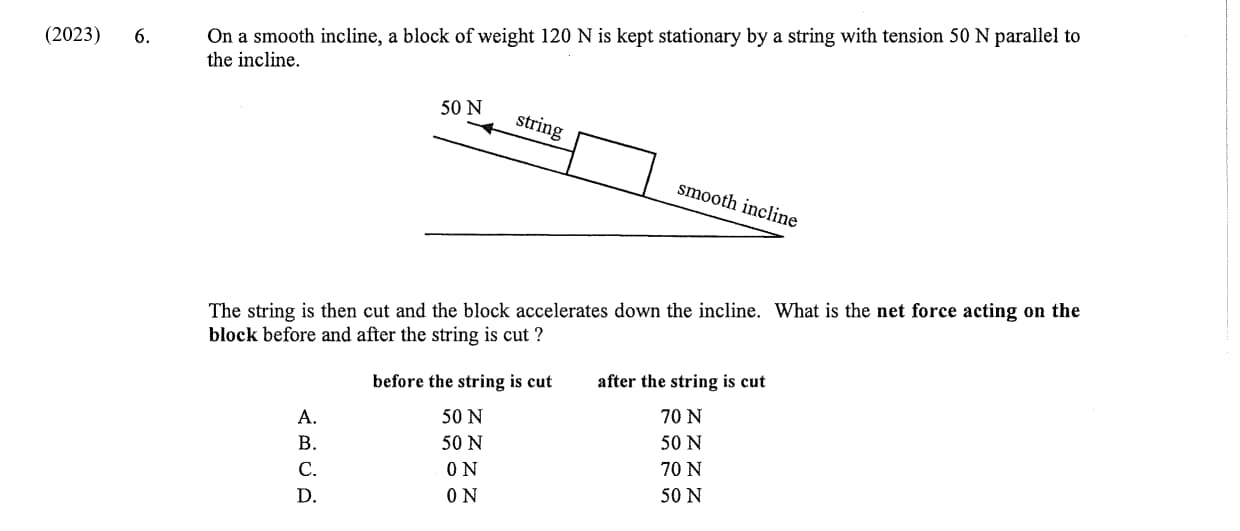 (2023) 6. On a smooth incline, a block of weight 120 N is kept stationary by a string with tension 50 N parallel to
the incline.
50 N
string
smooth incline
The string is then cut and the block accelerates down the incline. What is the net force acting on the
block before and after the string is cut ?
before the string is cut after the string is cut
A. 50 N 70 N
B. 50 N 50 N
C. 0 N 70 N
D. 0 N 50 N